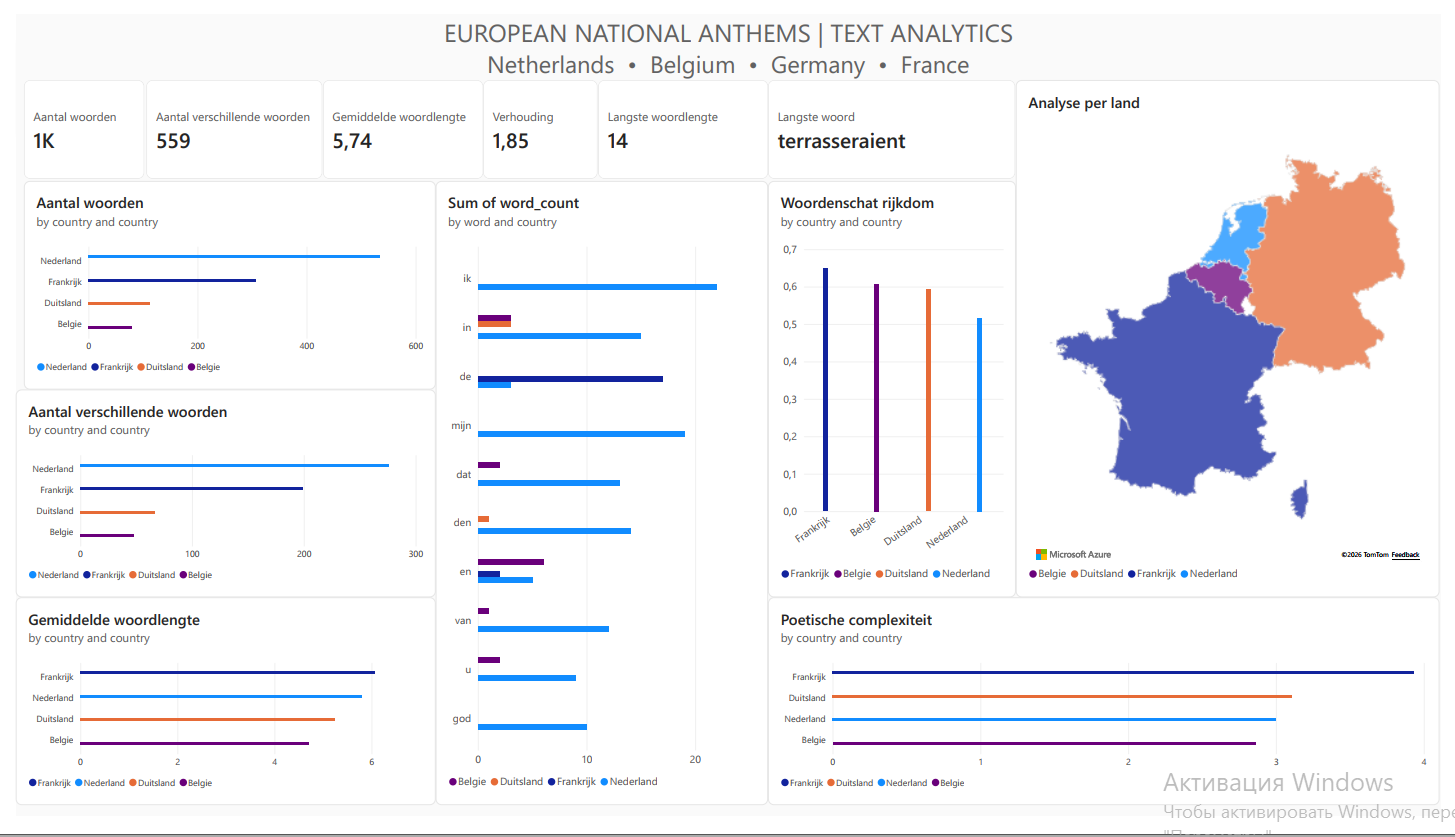 EUROPEAN NATIONAL ANTHEMS | TEXT ANALYTICS
Netherlands • Belgium • Germany • France
Aantal woorden
1K
Aantal verschillende woorden
559
Gemiddelde woordlengte
5,74
Verhouding
1,85
Langste woordlengte
14
Langste woord
terrasseraient
Analyse per land
Microsoft Azure
©2026 TomTom Feedback
Belgie Duitsland Frankrijk Nederland
Aantal woorden
by country and country
Nederland
Frankrijk
Duitsland
Belgie
0 200 400 600
Nederland Frankrijk Duitsland Belgie
Aantal verschillende woorden
by country and country
Nederland
Frankrijk
Duitsland
Belgie
0 100 200 300
Nederland Frankrijk Duitsland Belgie
Gemiddelde woordlengte
by country and country
Frankrijk
Nederland
Duitsland
Belgie
0 2 4 6
Frankrijk Nederland Duitsland Belgie
Sum of word_count
by word and country
ik
in
de
mijn
dat
den
en
van
u
god
0 10 20
Belgie Duitsland Frankrijk Nederland
Woordenschat rijkdom
by country and country
0,7
0,6
0,5
0,4
0,3
0,2
0,1
0,0
Frankrijk Belgie Duitsland Nederland
Frankrijk Belgie Duitsland Nederland
Poetische complexiteit
by country and country
Frankrijk
Duitsland
Nederland
Belgie
0 1 2 3 4
Frankrijk Duitsland Nederland Belgie
Активация Windows
Чтобы активировать Windows, пере